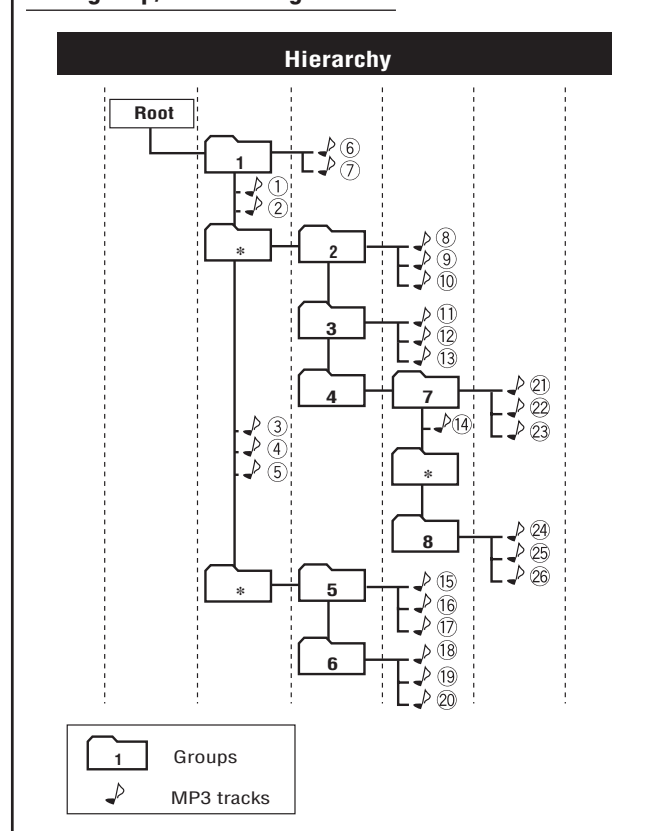 Hierarchy
Root
1 ⑥
⑦
①
②
* 2 ⑧
⑨
⑩
3 ⑪
⑫
⑬
4 7 ㉑
③ ⑭ ㉒
④ ㉓
⑤ *
8 ㉔
㉕
㉖
* 5 ⑮
⑯
⑰
6 ⑱
⑲
⑳
1 Groups
MP3 tracks